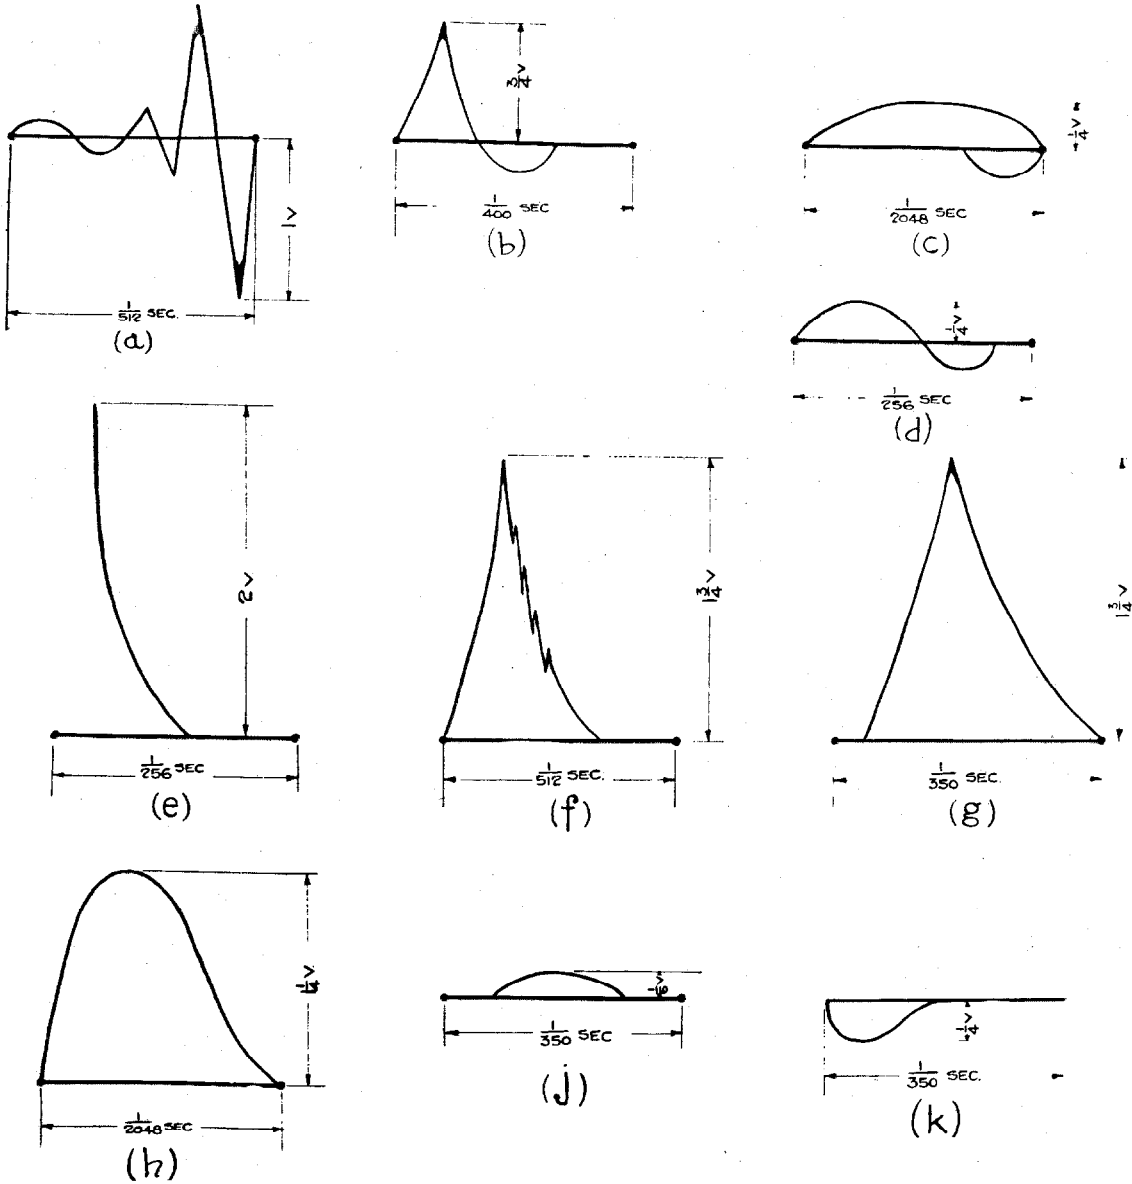 3/4 V
1/4 V
1 V
1/400 SEC
(b)
1/2048 SEC
(c)
1/512 SEC.
(a)
1/4 V
1/256 SEC
(d)
2 V
1 3/4 V
1 3/4 V
1/256 SEC
(e)
1/512 SEC.
(f)
1/350 SEC.
(g)
1/350 SEC
(j)
1/4 V
1/350 SEC.
(k)
1/2048 SEC
(h)